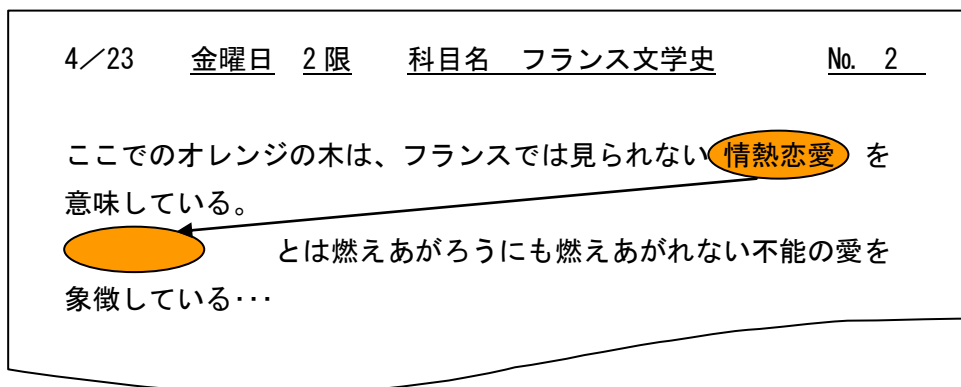 4／23 金曜日 2限 科目名 フランス文学史 No. 2
ここでのオレンジの木は、フランスでは見られない情熱恋愛を
意味している。
とは燃えあがろうにも燃えあがれない不能の愛を
象徴している･･･